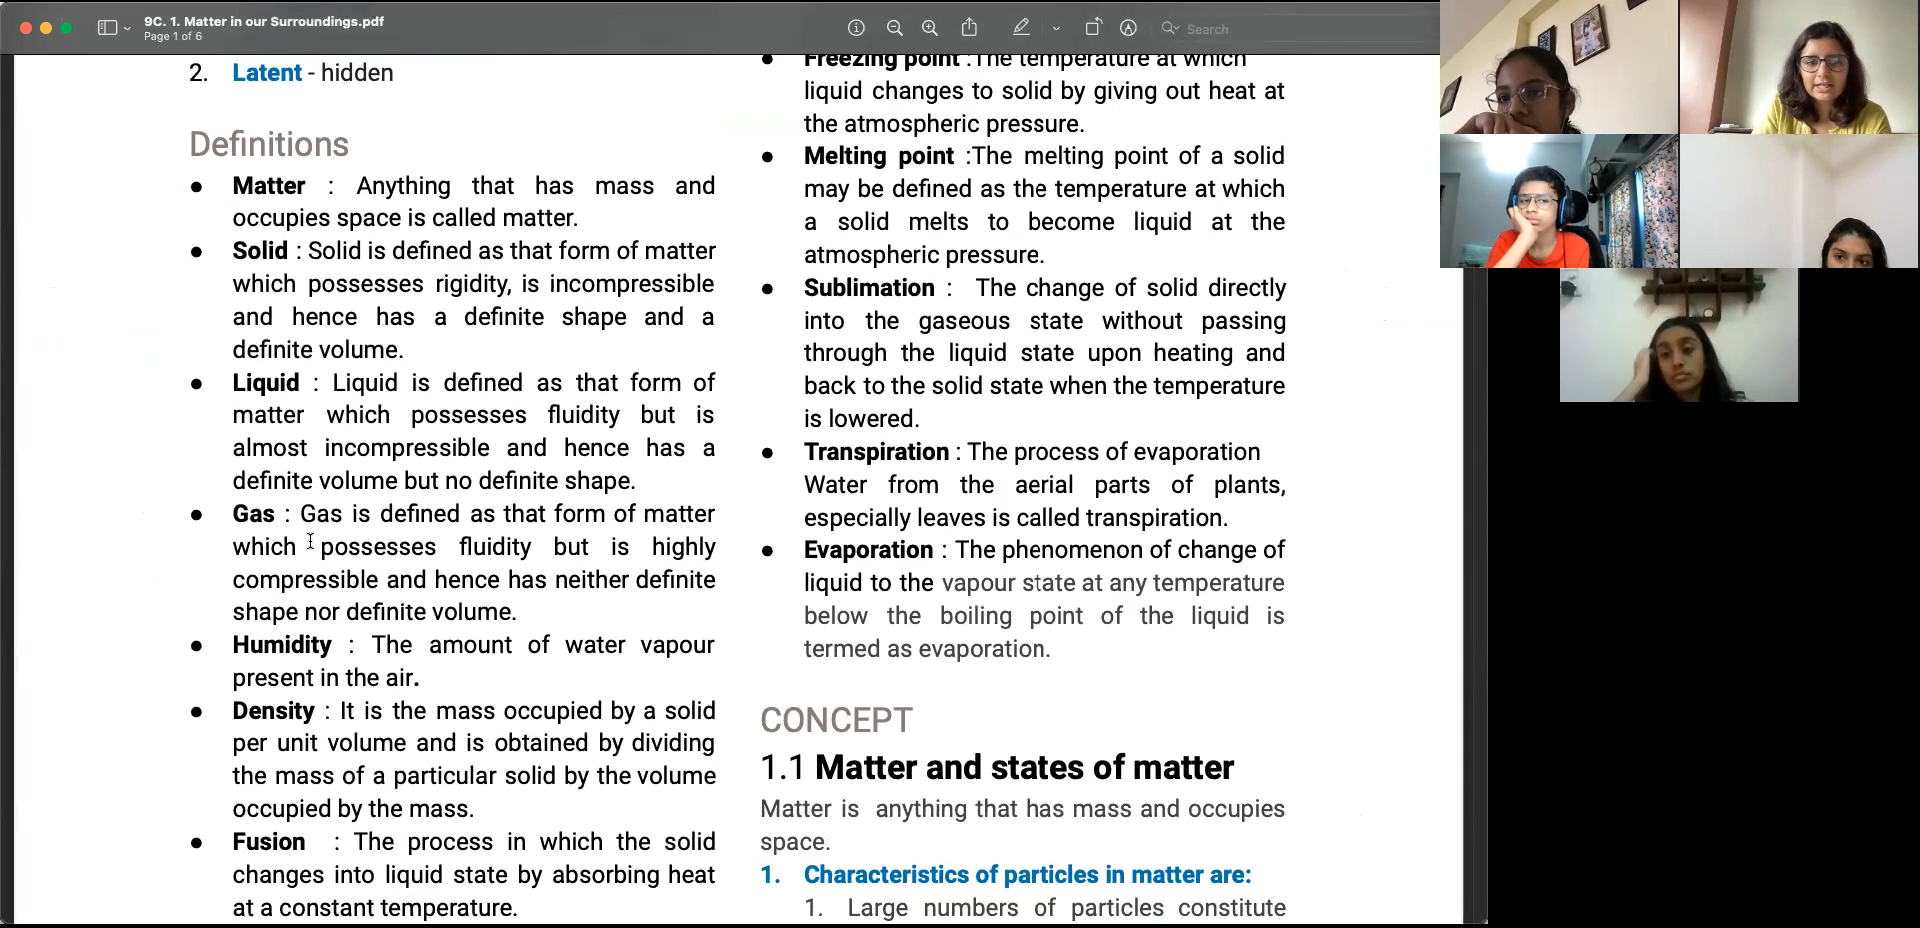 9C. 1. Matter in our Surroundings.pdf
Page 1 of 6
Search
2. Latent - hidden
Definitions
● Matter : Anything that has mass and
occupies space is called matter.
● Solid : Solid is defined as that form of matter
which possesses rigidity, is incompressible
and hence has a definite shape and a
definite volume.
● Liquid : Liquid is defined as that form of
matter which possesses fluidity but is
almost incompressible and hence has a
definite volume but no definite shape.
● Gas : Gas is defined as that form of matter
which possesses fluidity but is highly
compressible and hence has neither definite
shape nor definite volume.
● Humidity : The amount of water vapour
present in the air.
● Density : It is the mass occupied by a solid
per unit volume and is obtained by dividing
the mass of a particular solid by the volume
occupied by the mass.
● Fusion : The process in which the solid
changes into liquid state by absorbing heat
at a constant temperature.
● Freezing point : The temperature at which
liquid changes to solid by giving out heat at
the atmospheric pressure.
● Melting point :The melting point of a solid
may be defined as the temperature at which
a solid melts to become liquid at the
atmospheric pressure.
● Sublimation : The change of solid directly
into the gaseous state without passing
through the liquid state upon heating and
back to the solid state when the temperature
is lowered.
● Transpiration : The process of evaporation
Water from the aerial parts of plants,
especially leaves is called transpiration.
● Evaporation : The phenomenon of change of
liquid to the vapour state at any temperature
below the boiling point of the liquid is
termed as evaporation.
CONCEPT
1.1 Matter and states of matter
Matter is anything that has mass and occupies
space.
1. Characteristics of particles in matter are:
1. Large numbers of particles constitute